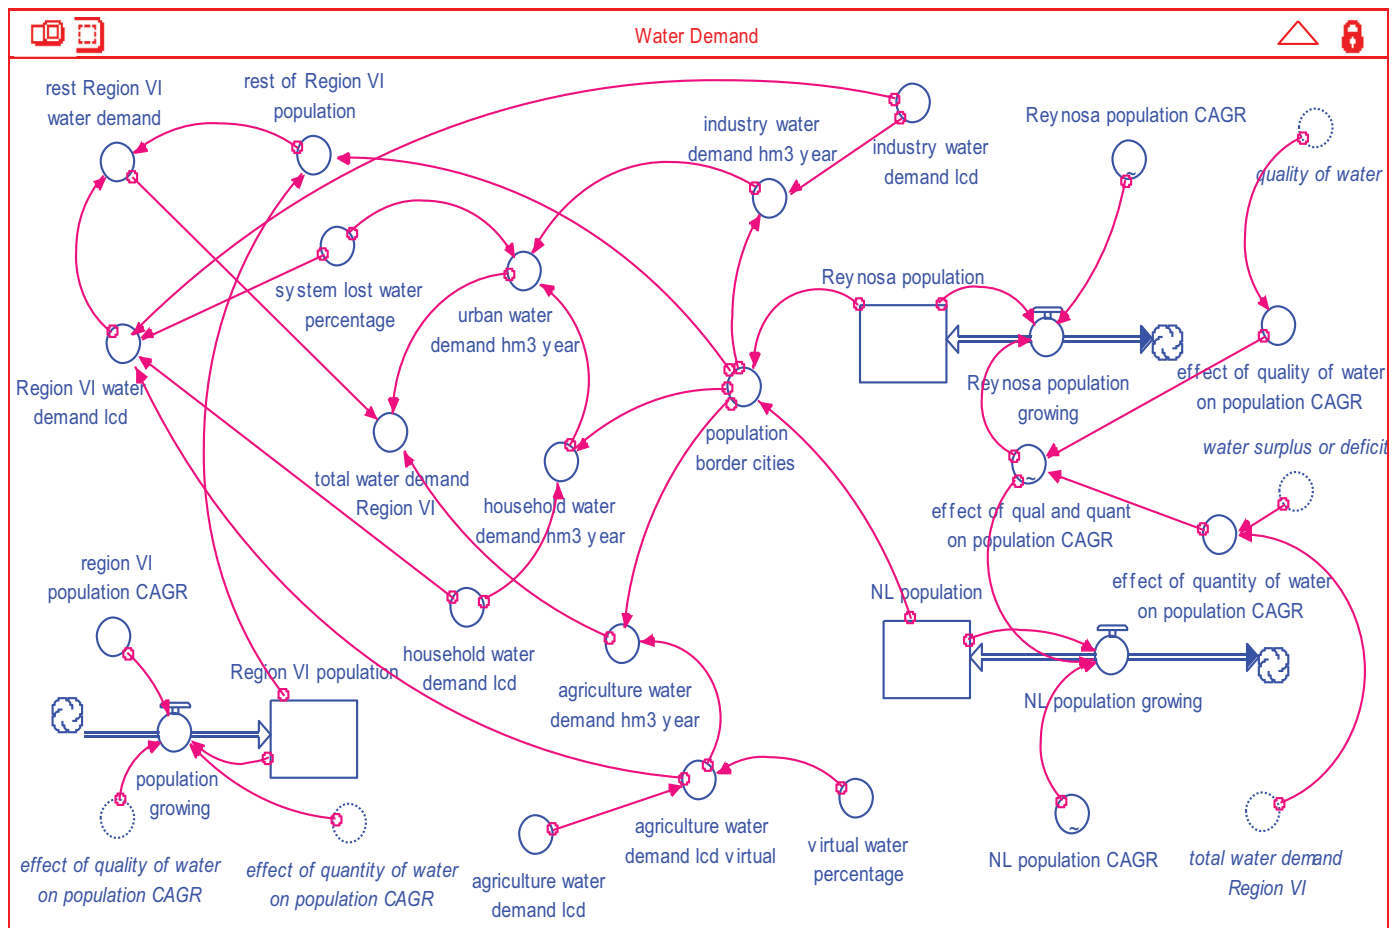 Water Demand
rest Region VI
water demand
rest of Region VI
population
industry water
demand hm3 year
industry water
demand lcd
Reynosa population CAGR
quality of water
system lost water
percentage
urban water
demand hm3 year
Reynosa population
Region VI water
demand lcd
Reynosa population
growing
effect of quality of water
on population CAGR
population
border cities
water surplus or deficit
total water demand
Region VI
household water
demand hm3 year
effect of qual and quant
on population CAGR
region VI
population CAGR
NL population
effect of quantity of water
on population CAGR
household water
demand lcd
Region VI population
agriculture water
demand hm3 year
NL population growing
population
growing
agriculture water
demand lcd virtual
virtual water
percentage
NL population CAGR
total water demand
Region VI
effect of quality of water
on population CAGR
effect of quantity of water
on population CAGR
agriculture water
demand lcd